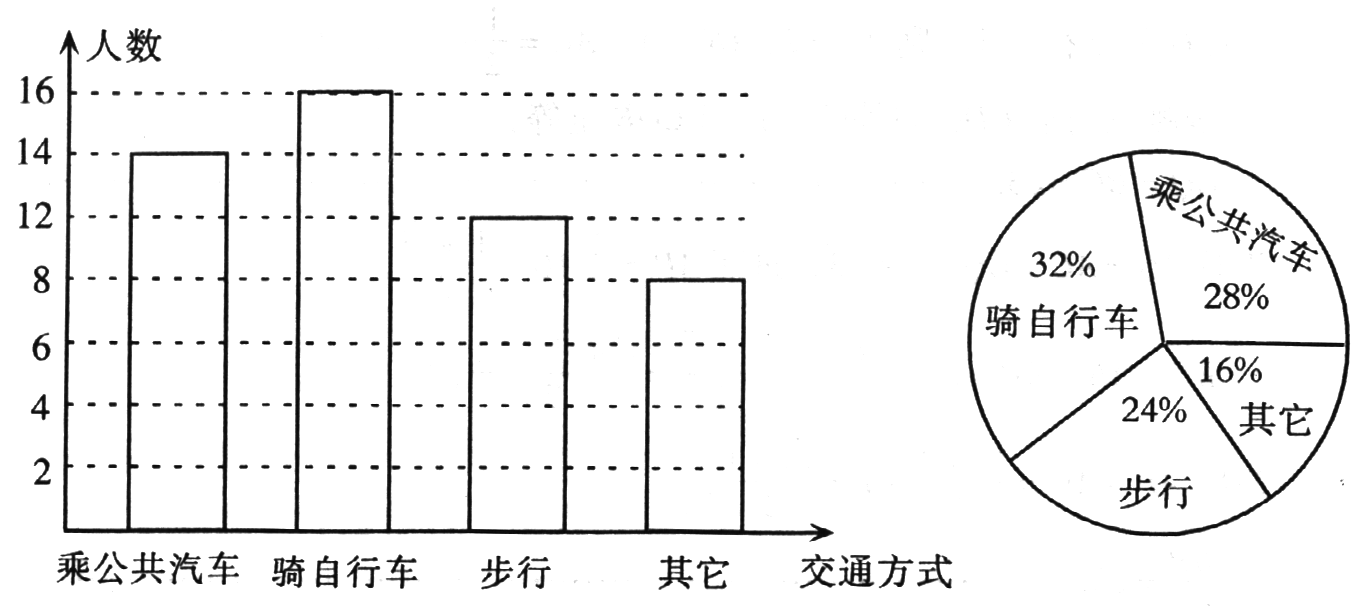 人数
16
14
12
8
6
4
2
乘公共汽车
骑自行车
步行
其它
交通方式
乘公共汽车
28%
32%
骑自行车
16%
其它
24%
步行